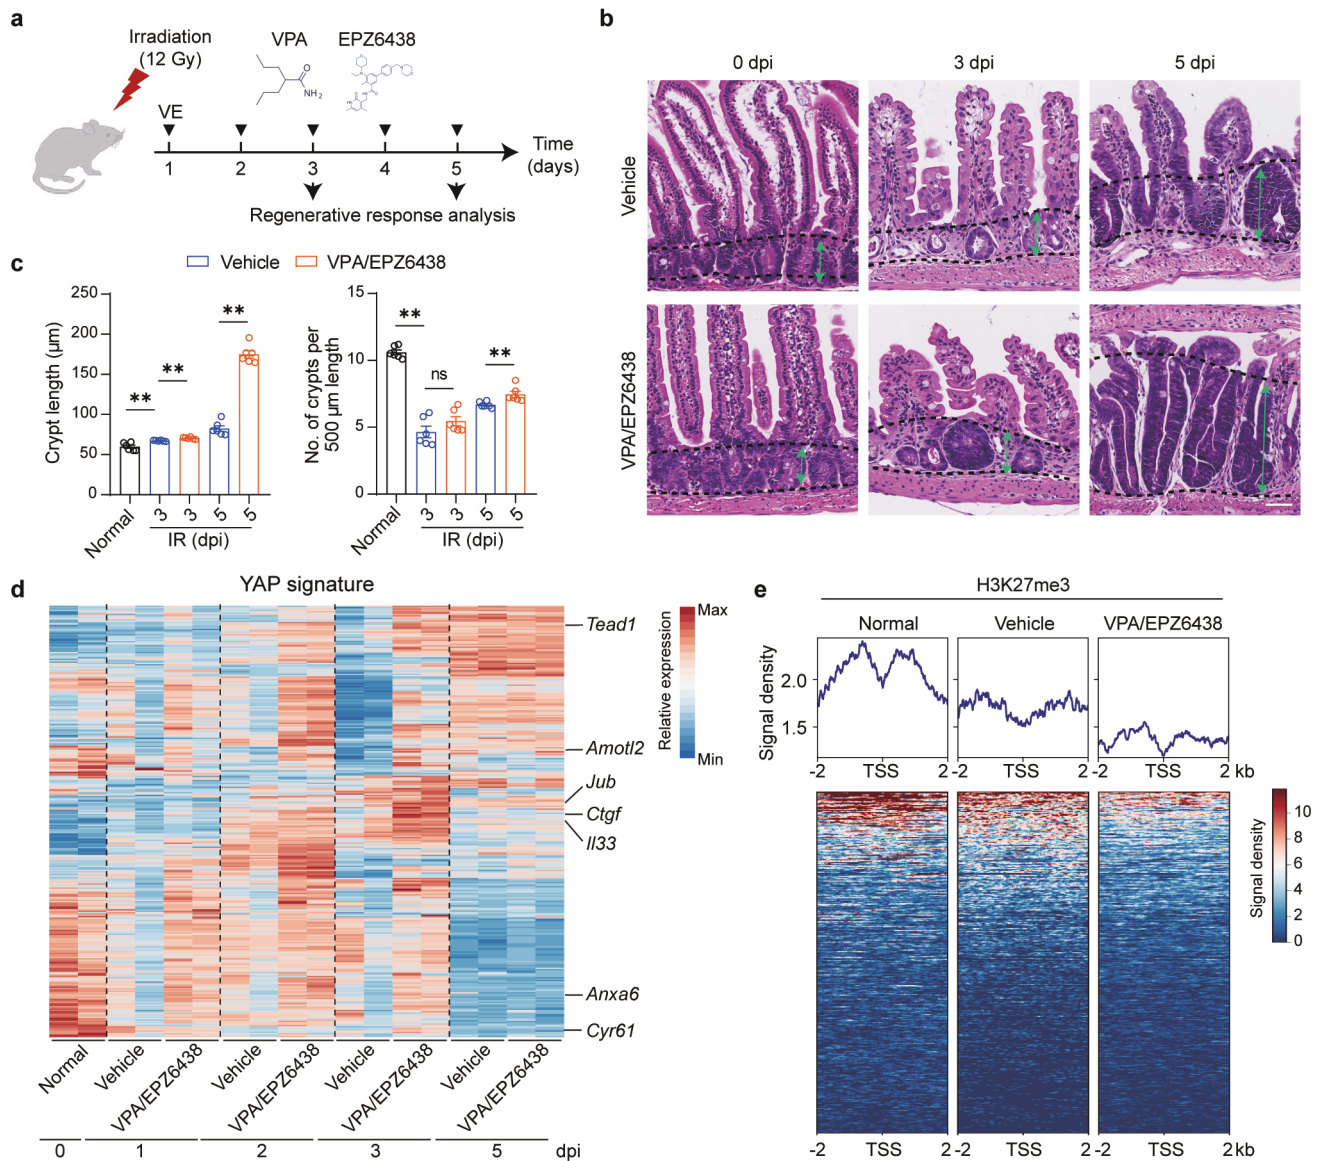 a
Irradiation
(12 Gy)
VPA
EPZ6438
O
NH2
VE
1 2 3 4 5
Time
(days)
Regenerative response analysis
b
0 dpi 3 dpi 5 dpi
Vehicle
VPA/EPZ6438
c
Vehicle VPA/EPZ6438
Crypt length (µm)
250
200
150
100
50
0
** ** **
Normal 3 3 5 5
IR (dpi)
No. of crypts per
500 µm length
15
10
5
0
** ns **
Normal 3 3 5 5
IR (dpi)
d
YAP signature
Tead1
Amotl2
Jub
Ctgf
Il33
Anxa6
Cyr61
Relative expression
Max
Min
Normal Vehicle VPA/EPZ6438 Vehicle VPA/EPZ6438 Vehicle VPA/EPZ6438 Vehicle VPA/EPZ6438
0 1 2 3 5 dpi
e
H3K27me3
Normal Vehicle VPA/EPZ6438
Signal density
2.0
1.5
-2 TSS 2 -2 TSS 2 -2 TSS 2 kb
Signal density
10
8
6
4
2
0
-2 TSS 2 -2 TSS 2 -2 TSS 2 kb